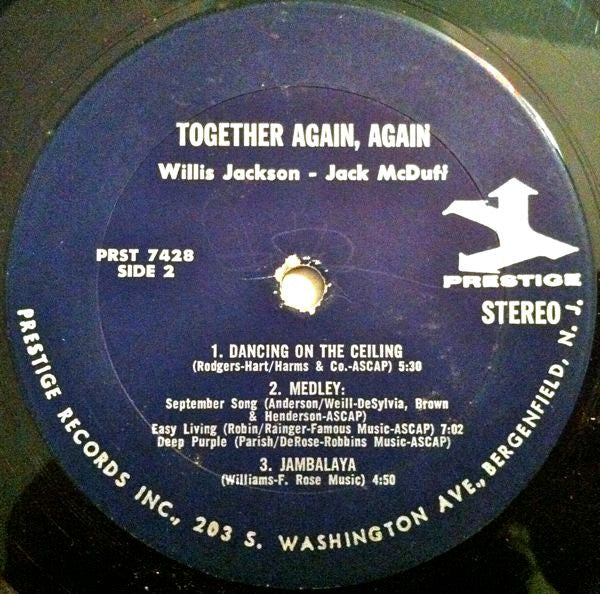 TOGETHER AGAIN, AGAIN
Willis Jackson - Jack McDuff
PRST 7428
SIDE 2
PRESTIGE
STEREO
1. DANCING ON THE CEILING
(Rodgers-Hart/Harms & Co.-ASCAP) 5:30
2. MEDLEY:
September Song (Anderson/Weill-DeSylvia, Brown
& Henderson-ASCAP)
Easy Living (Robin/Rainger-Famous Music-ASCAP) 7:02
Deep Purple (Parish/DeRose-Robbins Music-ASCAP)
3. JAMBALAYA
(Williams-F. Rose Music) 4:50
PRESTIGE RECORDS INC., 203 S. WASHINGTON AVE., BERGENFIELD, N. J.